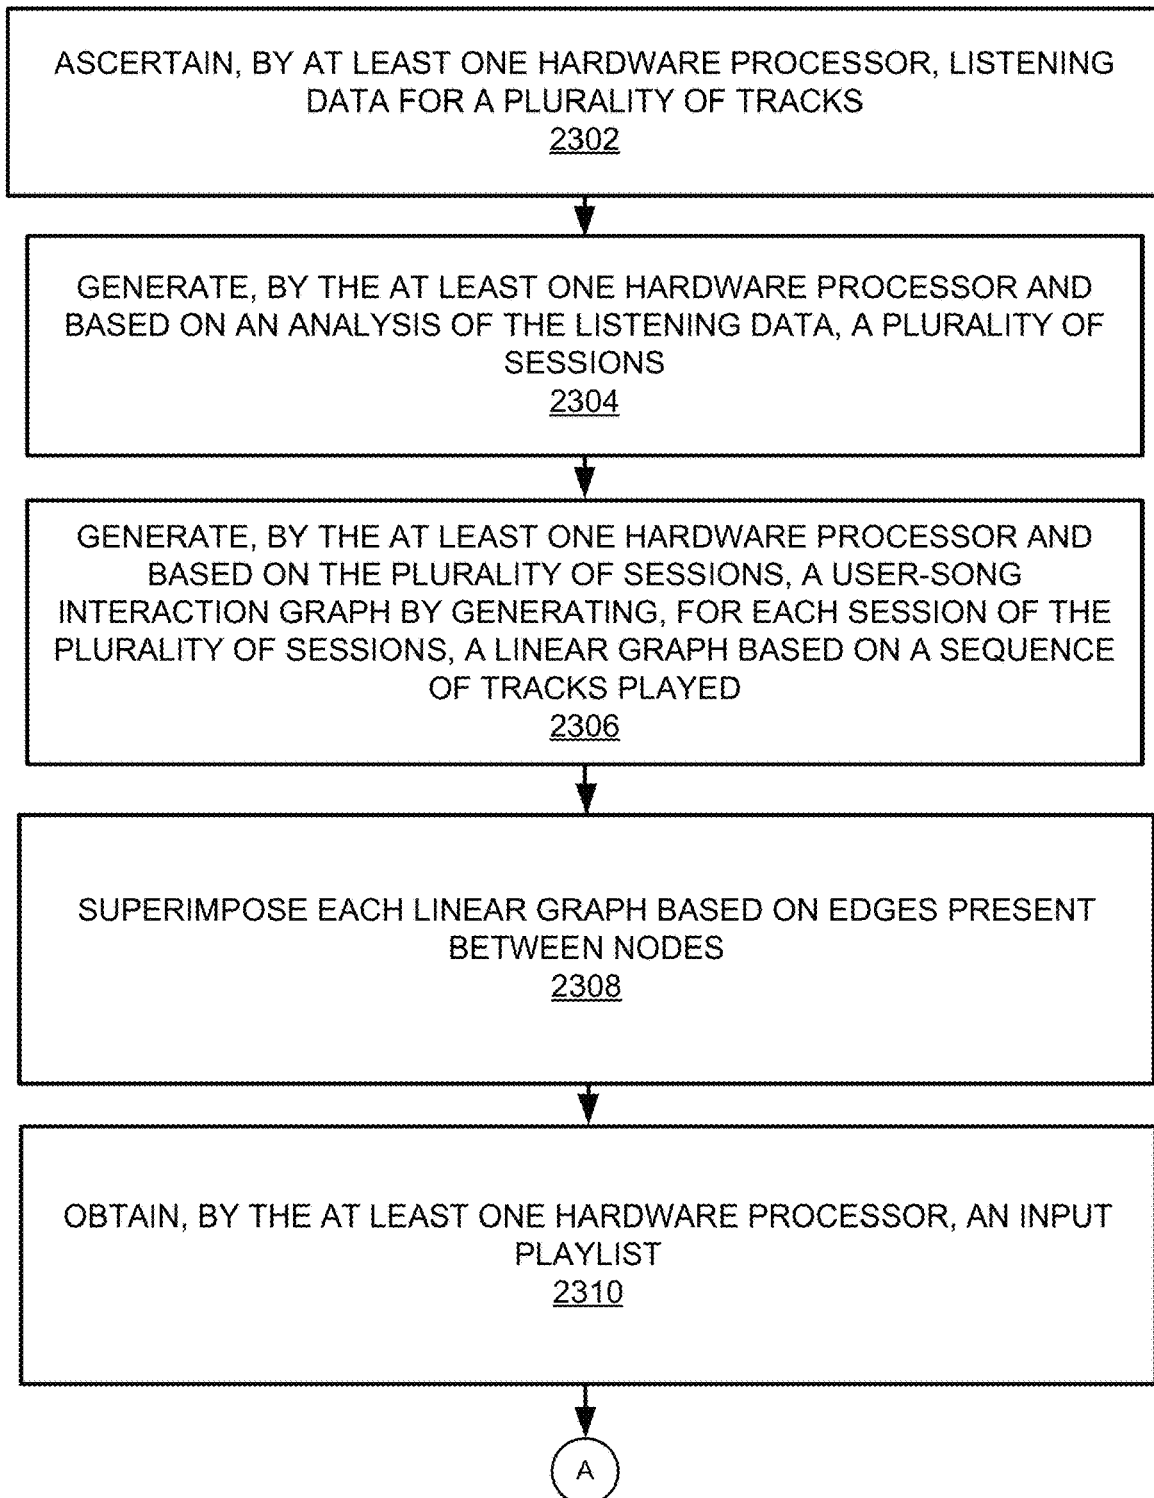 ASCERTAIN, BY AT LEAST ONE HARDWARE PROCESSOR, LISTENING
DATA FOR A PLURALITY OF TRACKS
2302
GENERATE, BY THE AT LEAST ONE HARDWARE PROCESSOR AND
BASED ON AN ANALYSIS OF THE LISTENING DATA, A PLURALITY OF
SESSIONS
2304
GENERATE, BY THE AT LEAST ONE HARDWARE PROCESSOR AND
BASED ON THE PLURALITY OF SESSIONS, A USER-SONG
INTERACTION GRAPH BY GENERATING, FOR EACH SESSION OF THE
PLURALITY OF SESSIONS, A LINEAR GRAPH BASED ON A SEQUENCE
OF TRACKS PLAYED
2306
SUPERIMPOSE EACH LINEAR GRAPH BASED ON EDGES PRESENT
BETWEEN NODES
2308
OBTAIN, BY THE AT LEAST ONE HARDWARE PROCESSOR, AN INPUT
PLAYLIST
2310
A